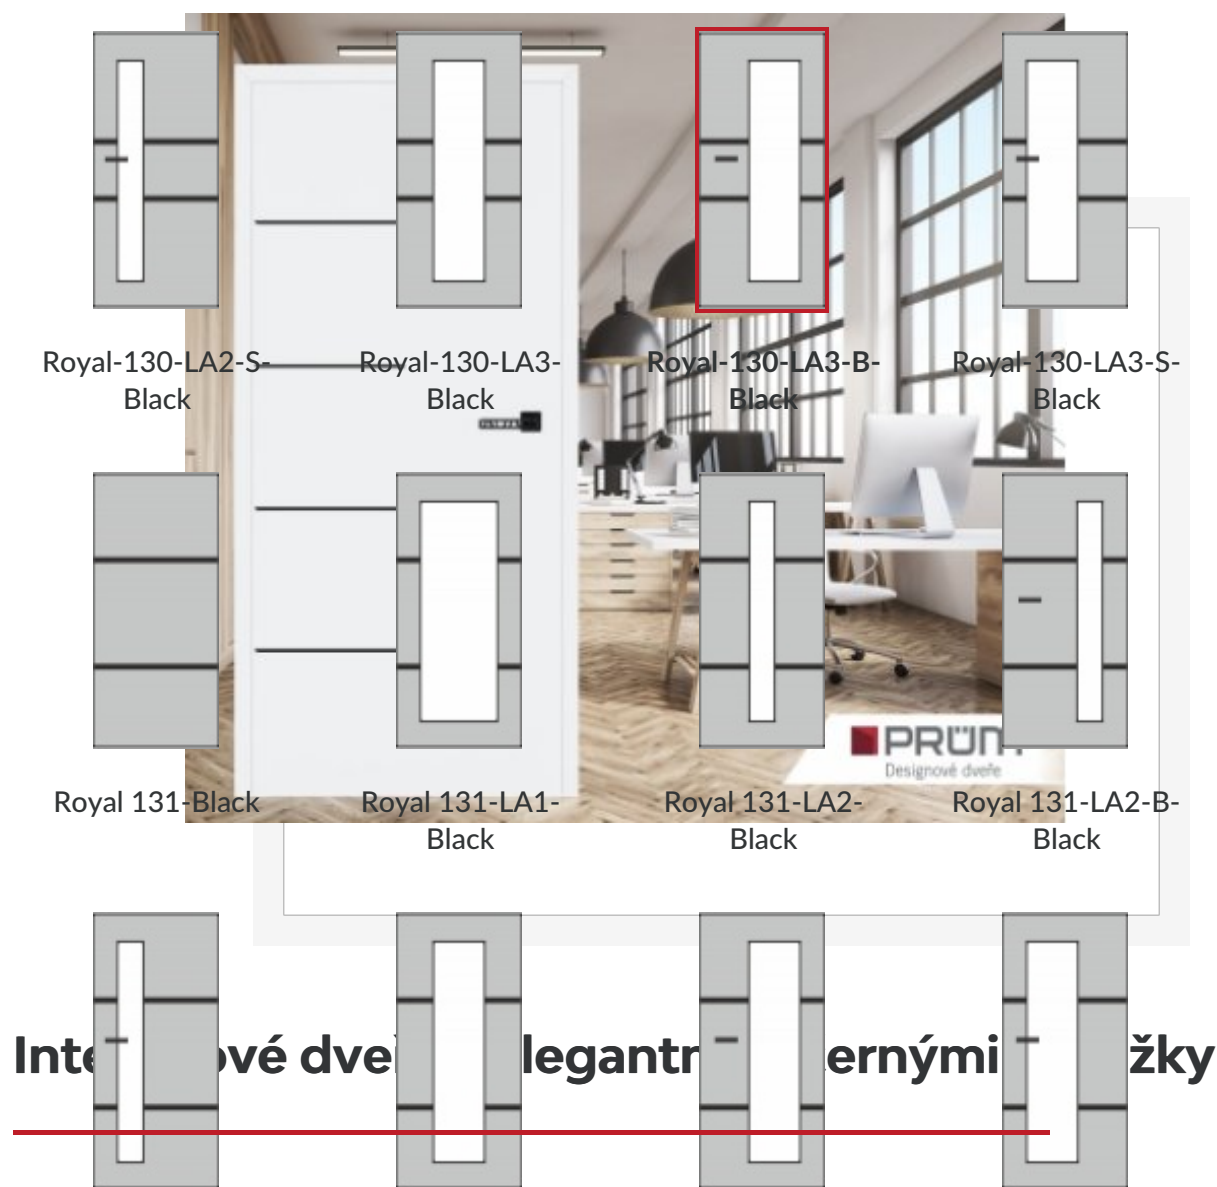 Royal-130-LA2-S-
Black
Royal-130-LA3-
Black
Royal-130-LA3-B-
Black
Royal-130-LA3-S-
Black
PRÜM
Designové dveře
Royal 131-Black
Royal 131-LA1-
Black
Royal 131-LA2-
Black
Royal 131-LA2-B-
Black